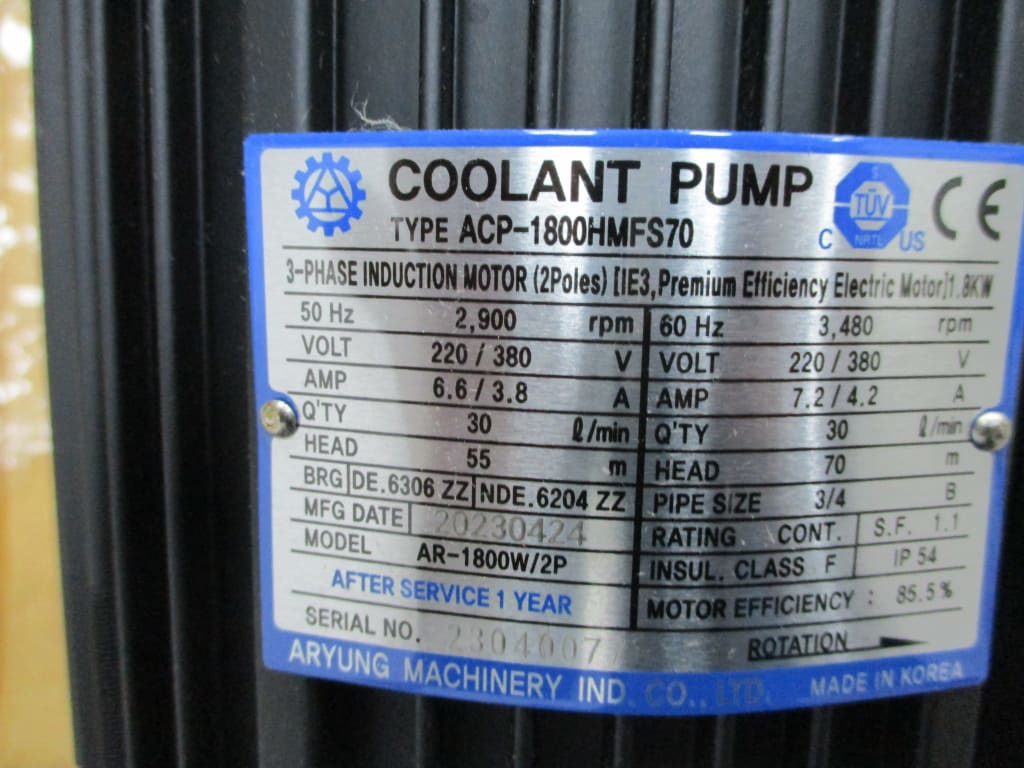 COOLANT PUMP
TYPE ACP-1800HMFS70
C S TÜV NRTL US CE
3-PHASE INDUCTION MOTOR (2Poles) [IE3,Premium Efficiency Electric Motor]1.8KW
50 Hz 2,900 rpm
VOLT 220 / 380 V
AMP 6.6 / 3.8 A
Q'TY 30 ℓ/min
HEAD 55 m
BRG DE.6306 ZZ NDE.6204 ZZ
MFG DATE 20230424
MODEL AR-1800W/2P
AFTER SERVICE 1 YEAR
SERIAL NO. 2304007
60 Hz 3,480 rpm
VOLT 220 / 380 V
AMP 7.2 / 4.2 A
Q'TY 30 ℓ/min
HEAD 70 m
PIPE SIZE 3/4 B
RATING CONT. S.F. 1.1
INSUL. CLASS F IP 54
MOTOR EFFICIENCY : 85.5%
ROTATION
ARYUNG MACHINERY IND. CO., LTD. MADE IN KOREA